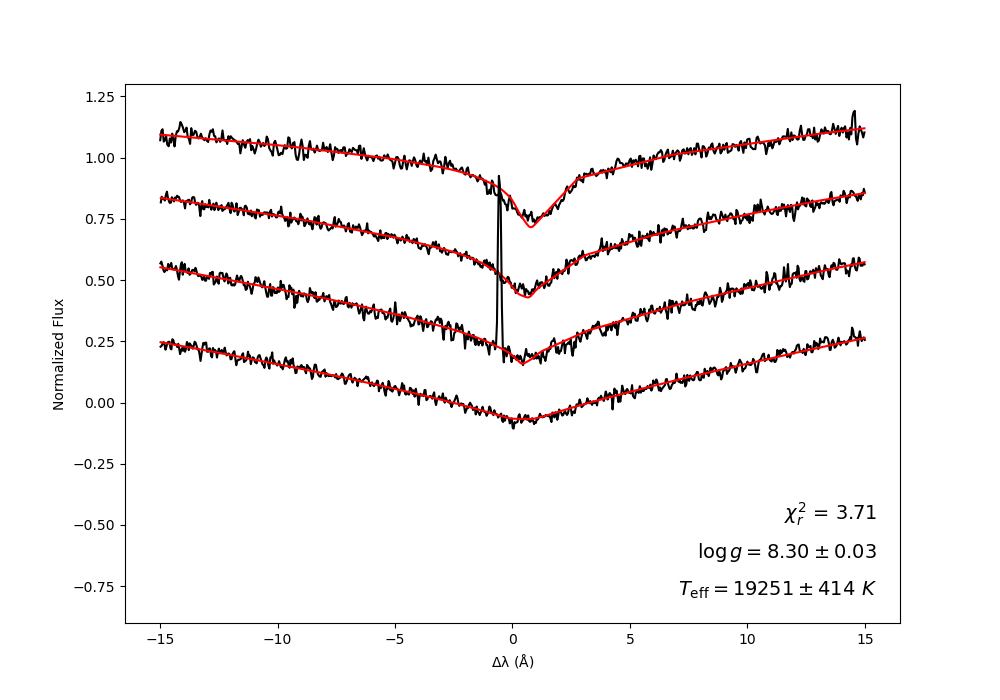 1.25
1.00
0.75
0.50
0.25
0.00
−0.25
−0.50
−0.75
Normalized Flux
χ²ᵣ = 3.71
log g = 8.30 ± 0.03
T_eff = 19251 ± 414 K
−15 −10 −5 0 5 10 15
Δλ (Å)